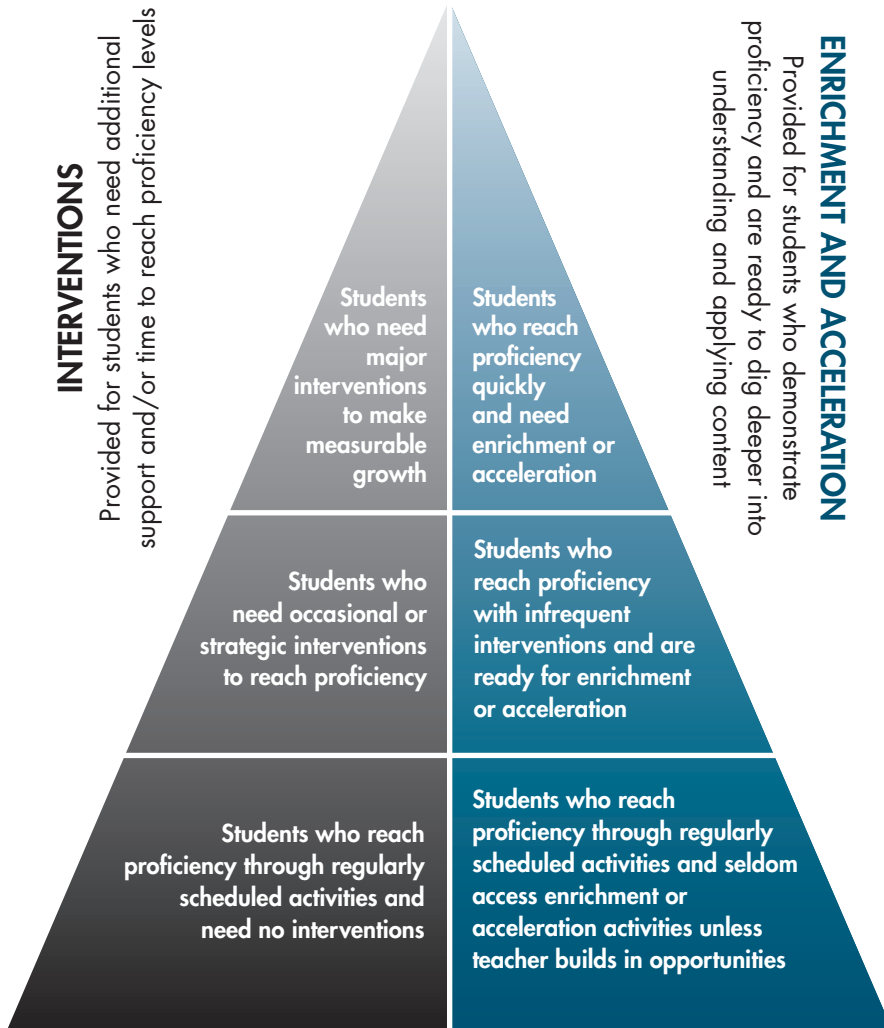 INTERVENTIONS
Provided for students who need additional
support and/or time to reach proficiency levels
Students
who need
major
interventions
to make
measurable
growth
Students
who reach
proficiency
quickly
and need
enrichment or
acceleration
Students who
need occasional or
strategic interventions
to reach proficiency
Students who
reach proficiency
with infrequent
interventions and are
ready for enrichment
or acceleration
Students who reach
proficiency through regularly
scheduled activities and
need no interventions
Students who reach
proficiency through regularly
scheduled activities and seldom
access enrichment or
acceleration activities unless
teacher builds in opportunities
ENRICHMENT AND ACCELERATION
Provided for students who demonstrate
proficiency and are ready to dig deeper into
understanding and applying content